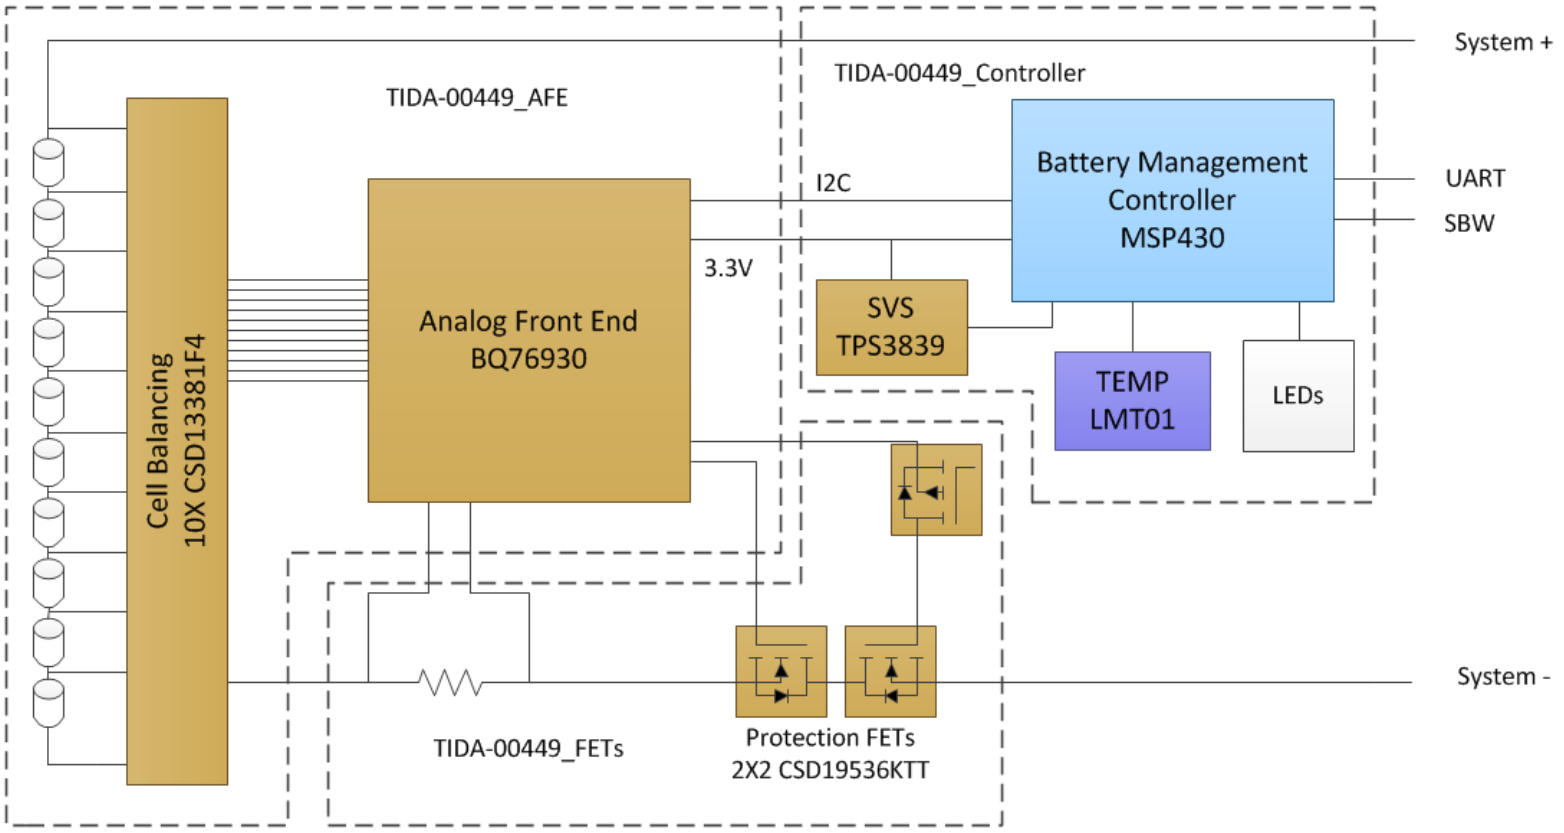 System +
TIDA-00449_Controller
TIDA-00449_AFE
Battery Management
Controller
MSP430
I2C
UART
SBW
3.3V
SVS
TPS3839
Analog Front End
BQ76930
Cell Balancing
10X CSD13381F4
TEMP
LMT01
LEDs
System -
TIDA-00449_FETs
Protection FETs
2X2 CSD19536KTT